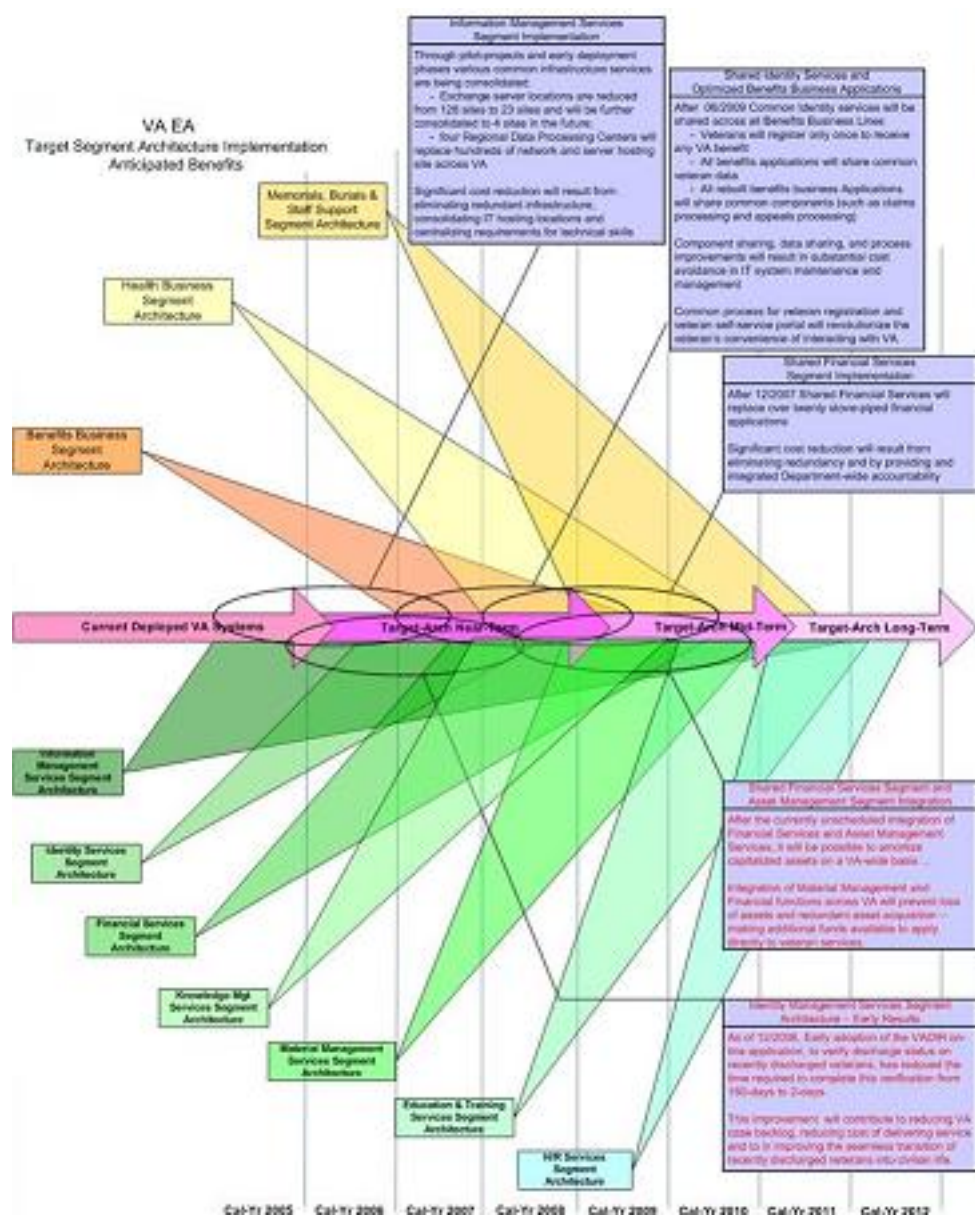 VA EA
Target Segment Architecture Implementation
Anticipated Benefits
Information Management Services
Segment Implementation
Through pilot-projects and early deployment
phases various common infrastructure services
are being consolidated:
- Exchange server locations are reduced
from 128 sites to 23 sites and will be further
consolidated to 4 sites in the future;
- four Regional Data Processing Centers will
replace hundreds of network and server hosting
site across VA
Significant cost reduction will result from
eliminating redundant infrastructure,
consolidating IT hosting locations and
centralizing requirements for technical skills
Shared Identity Services and
Optimized Benefits Business Applications
After 06/2009 Common Identity services will be
shared across all Benefits Business Lines:
- Veterans will register only once to receive
any VA benefit
- All benefits applications will share common
veteran data
- All rebuilt benefits business Applications
will share common components (such as claims
processing and appeals processing)
Component sharing, data sharing, and process
improvements will result in substantial cost
avoidance in IT system maintenance and
management
Common process for veteran registration and
veteran self-service portal will revolutionize the
veteran's convenience of interacting with VA
Shared Financial Services
Segment Implementation
After 12/2007 Shared Financial Services will
replace over twenty stove-piped financial
applications
Significant cost reduction will result from
eliminating redundancy and by providing and
integrated Department-wide accountability
Memorials, Burials &
Staff Support
Segment Architecture
Health Business
Segment
Architecture
Benefits Business
Segment
Architecture
Current Deployed VA Systems
Target-Arch Near-Term
Target-Arch Mid-Term
Target-Arch Long-Term
Information
Management
Services Segment
Architecture
Identity Services
Segment
Architecture
Financial Services
Segment
Architecture
Knowledge Mgt
Services Segment
Architecture
Material Management
Services Segment
Architecture
Education & Training
Services Segment
Architecture
Services
Segment
Architecture
Shared Financial Services Segment and
Asset Management Segment Integration
After the currently unscheduled integration of
Financial Services and Asset Management
Services, it will be possible to amortize
capitalized assets on a VA-wide basis ...
Integration of Material Management and
Financial functions across VA will prevent loss
of assets and redundant asset acquisition –
making additional funds available to apply
directly to veteran services.
Identity Management Services Segment
Architecture – Early Results
Early adoption of the VADIR on-
line application, to verify discharge status on
recently discharged veterans, has reduced the
time required to complete this verification from
to 2-days.
This improvement will contribute to reducing VA
case backlog, reducing cost of delivering service
and to in improving the seamless transition of
recently discharged veterans into civilian life.
Cal-Yr 2005
Cal-Yr 2006
Cal-Yr 2007
Cal-Yr 2008
Cal-Yr 2009
Cal-Yr 2010
Cal-Yr 2011
Cal-Yr 2012